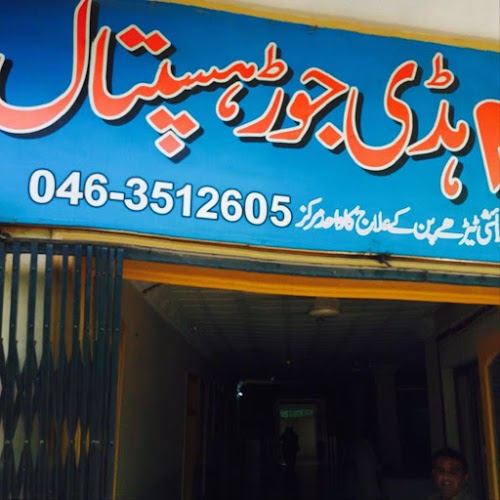 ہڈی جوڑ ہسپتال
046-3512605
ٹیڑھے پن کے علاج کا واحد مرکز